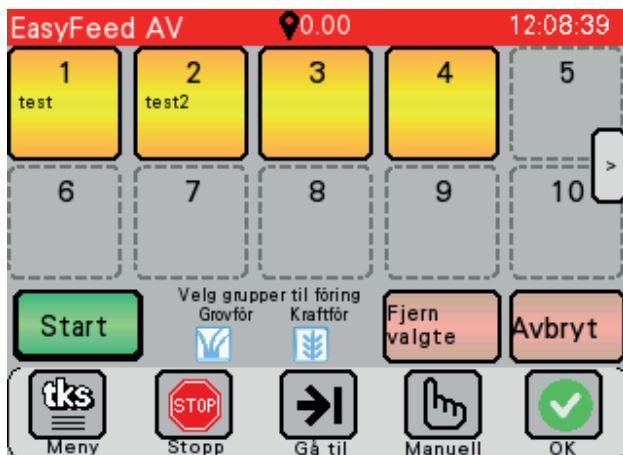 EasyFeed AV 0.00 12:08:39
1 2 3 4 5
test test2
>
6 7 8 9 10
Velg grupper til fôring
Grovfôr Kraftfôr
Start Fjern valgte Avbryt
tks STOP
Meny Stopp Gå til Manuell OK